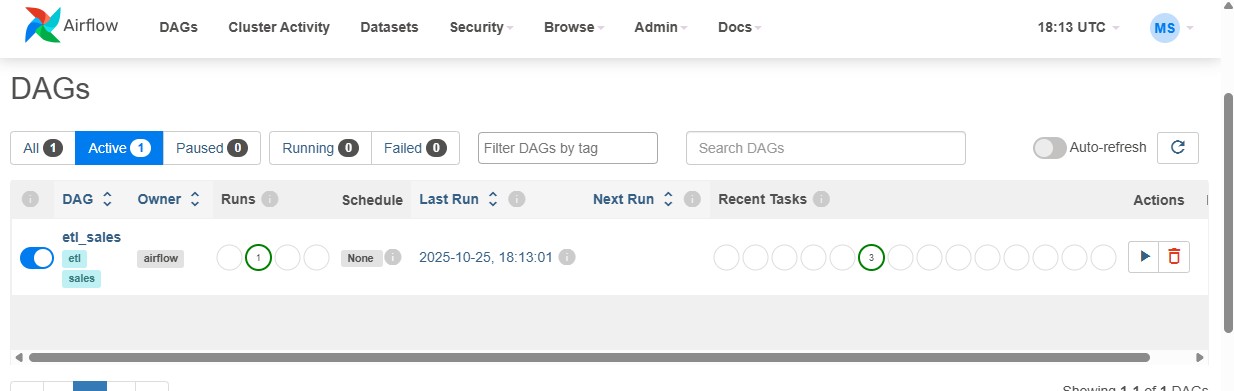 Airflow DAGs Cluster Activity Datasets Security Browse Admin Docs 18:13 UTC MS
DAGs
All 1 Active 1 Paused 0 Running 0 Failed 0 Filter DAGs by tag Search DAGs Auto-refresh
DAG Owner Runs Schedule Last Run Next Run Recent Tasks Actions
etl_sales
etl airflow 1 None 2025-10-25, 18:13:01 3
sales
Showing 1-1 of 1 DAGs